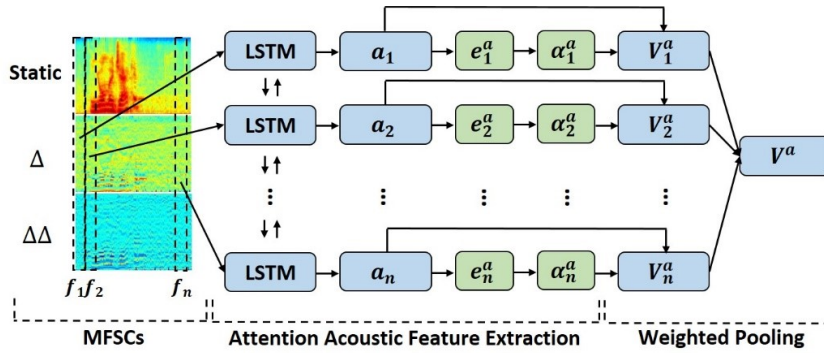 Static
Δ
ΔΔ
f₁ f₂ fₙ
LSTM a₁ e₁ᵃ α₁ᵃ V₁ᵃ
LSTM a₂ e₂ᵃ α₂ᵃ V₂ᵃ
Vᵃ
⋮ ⋮ ⋮ ⋮ ⋮
LSTM aₙ eₙᵃ αₙᵃ Vₙᵃ
MFSCs Attention Acoustic Feature Extraction Weighted Pooling